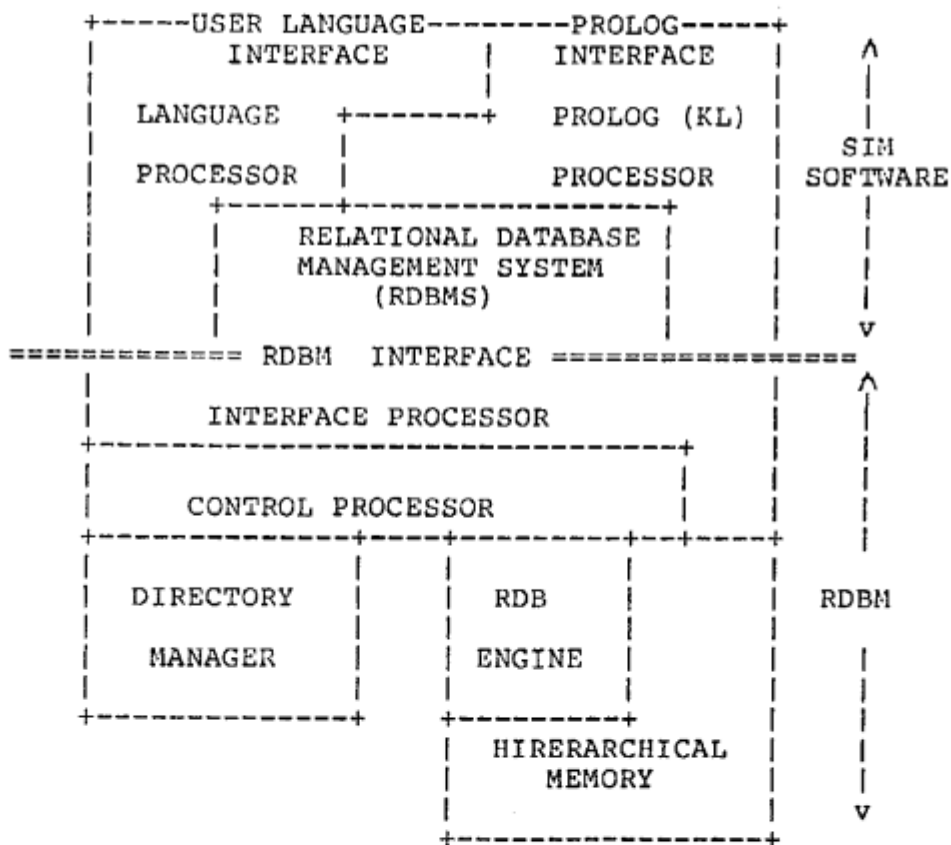 USER LANGUAGE PROLOG
INTERFACE INTERFACE
LANGUAGE PROLOG (KL)
SIM
PROCESSOR PROCESSOR SOFTWARE
RELATIONAL DATABASE
MANAGEMENT SYSTEM
(RDBMS)
RDBM INTERFACE
INTERFACE PROCESSOR
CONTROL PROCESSOR
DIRECTORY RDB RDBM
MANAGER ENGINE
HIRERARCHICAL
MEMORY